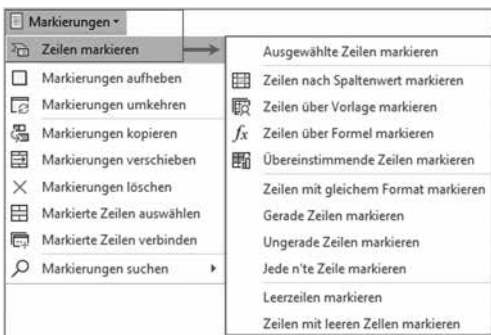 Markierungen
Zeilen markieren
Markierungen aufheben
Markierungen umkehren
Markierungen kopieren
Markierungen verschieben
Markierungen löschen
Markierte Zeilen auswählen
Markierte Zeilen verbinden
Markierungen suchen
Ausgewählte Zeilen markieren
Zeilen nach Spaltenwert markieren
Zeilen über Vorlage markieren
fx Zeilen über Formel markieren
Übereinstimmende Zeilen markieren
Zeilen mit gleichem Format markieren
Gerade Zeilen markieren
Ungerade Zeilen markieren
Jede n'te Zeile markieren
Leerzeilen markieren
Zeilen mit leeren Zellen markieren